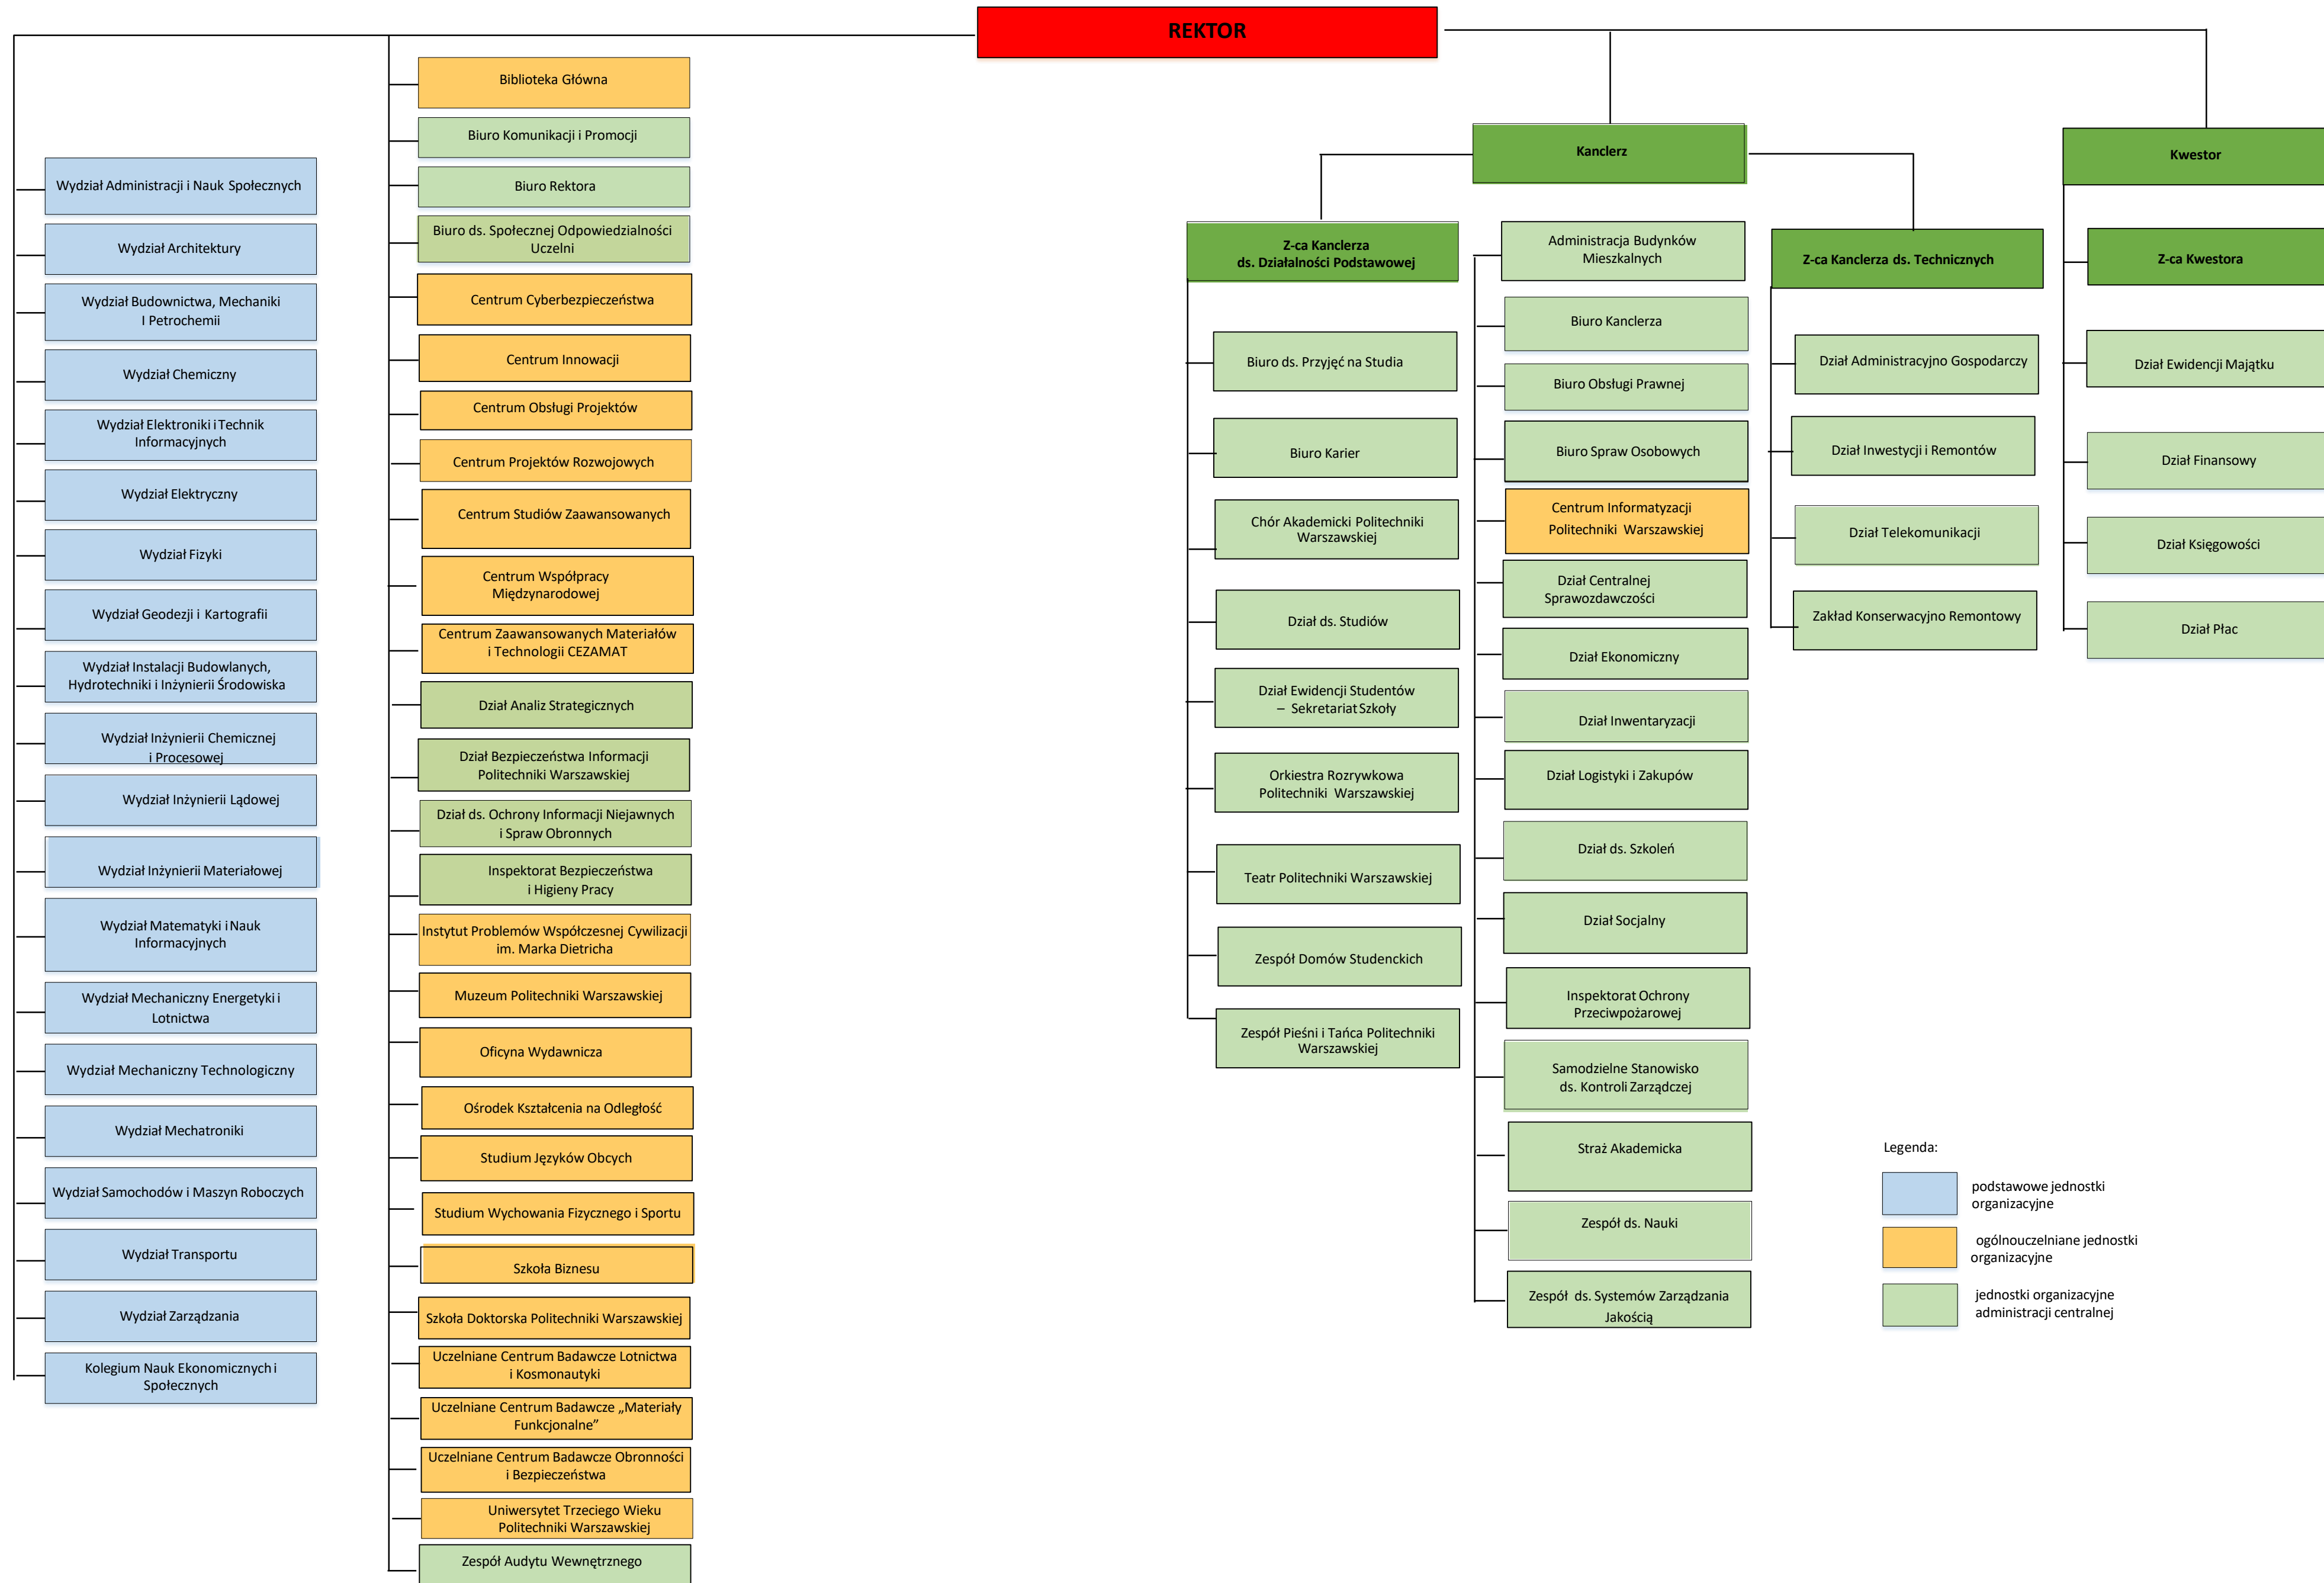 REKTOR
Biblioteka Główna
Biuro Komunikacji i Promocji
Biuro Rektora
Biuro ds. Społecznej Odpowiedzialności
Uczelni
Centrum Cyberbezpieczeństwa
Centrum Innowacji
Centrum Obsługi Projektów
Centrum Projektów Rozwojowych
Centrum Studiów Zaawansowanych
Centrum Współpracy
Międzynarodowej
Centrum Zaawansowanych Materiałów
i Technologii CEZAMAT
Dział Analiz Strategicznych
Dział Bezpieczeństwa Informacji
Politechniki Warszawskiej
Dział ds. Ochrony Informacji Niejawnych
i Spraw Obronnych
Inspektorat Bezpieczeństwa
i Higieny Pracy
Instytut Problemów Współczesnej Cywilizacji
im. Marka Dietricha
Muzeum Politechniki Warszawskiej
Oficyna Wydawnicza
Ośrodek Kształcenia na Odległość
Studium Języków Obcych
Studium Wychowania Fizycznego i Sportu
Szkoła Biznesu
Szkoła Doktorska Politechniki Warszawskiej
Uczelniane Centrum Badawcze Lotnictwa
i Kosmonautyki
Uczelniane Centrum Badawcze „Materiały
Funkcjonalne”
Uczelniane Centrum Badawcze Obronności
i Bezpieczeństwa
Uniwersytet Trzeciego Wieku
Politechniki Warszawskiej
Zespół Audytu Wewnętrznego
Wydział Administracji i Nauk Społecznych
Wydział Architektury
Wydział Budownictwa, Mechaniki
I Petrochemii
Wydział Chemiczny
Wydział Elektroniki i Technik
Informacyjnych
Wydział Elektryczny
Wydział Fizyki
Wydział Geodezji i Kartografii
Wydział Instalacji Budowlanych,
Hydrotechniki i Inżynierii Środowiska
Wydział Inżynierii Chemicznej
i Procesowej
Wydział Inżynierii Lądowej
Wydział Inżynierii Materiałowej
Wydział Matematyki i Nauk
Informacyjnych
Wydział Mechaniczny Energetyki i
Lotnictwa
Wydział Mechaniczny Technologiczny
Wydział Mechatroniki
Wydział Samochodów i Maszyn Roboczych
Wydział Transportu
Wydział Zarządzania
Kolegium Nauk Ekonomicznych i
Społecznych
Kanclerz
Z-ca Kanclerza
ds. Działalności Podstawowej
Biuro ds. Przyjęć na Studia
Biuro Karier
Chór Akademicki Politechniki
Warszawskiej
Dział ds. Studiów
Dział Ewidencji Studentów
– Sekretariat Szkoły
Orkiestra Rozrywkowa
Politechniki Warszawskiej
Teatr Politechniki Warszawskiej
Zespół Domów Studenckich
Zespół Pieśni i Tańca Politechniki
Warszawskiej
Administracja Budynków
Mieszkalnych
Biuro Kanclerza
Biuro Obsługi Prawnej
Biuro Spraw Osobowych
Centrum Informatyzacji
Politechniki Warszawskiej
Dział Centralnej
Sprawozdawczości
Dział Ekonomiczny
Dział Inwentaryzacji
Dział Logistyki i Zakupów
Dział ds. Szkoleń
Dział Socjalny
Inspektorat Ochrony
Przeciwpożarowej
Samodzielne Stanowisko
ds. Kontroli Zarządczej
Straż Akademicka
Zespół ds. Nauki
Zespół ds. Systemów Zarządzania
Jakością
Z-ca Kanclerza ds. Technicznych
Dział Administracyjno Gospodarczy
Dział Inwestycji i Remontów
Dział Telekomunikacji
Zakład Konserwacyjno Remontowy
Kwestor
Z-ca Kwestora
Dział Ewidencji Majątku
Dział Finansowy
Dział Księgowości
Dział Płac
Legenda:
podstawowe jednostki
organizacyjne
ogólnouczelniane jednostki
organizacyjne
jednostki organizacyjne
administracji centralnej